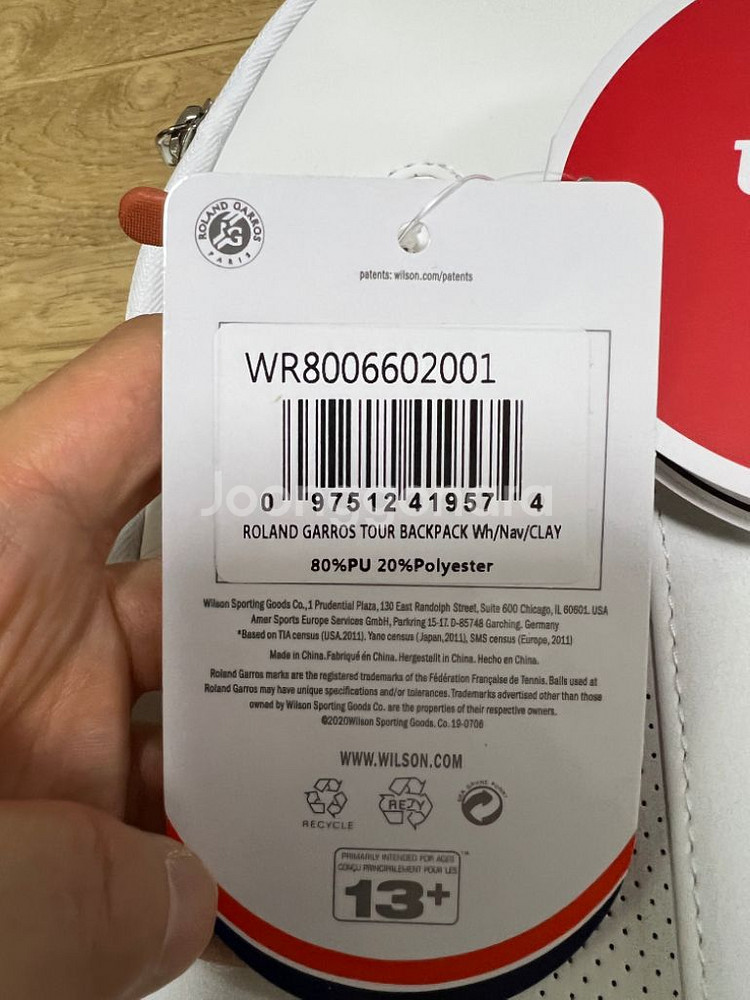 ROLAND GARROS
RG
PARIS
patents: wilson.com/patents
WR8006602001
0 97512 41957 4
Joonggonara
ROLAND GARROS TOUR BACKPACK Wh/Nav/CLAY
80%PU 20%Polyester
Wilson Sporting Goods Co.,1 Prudential Plaza, 130 East Randolph Street, Suite 600 Chicago, IL 60601. USA
Amer Sports Europe Services GmbH, Parkring 15-17. D-85748 Garching. Germany
*Based on TIA census (USA.2011). Yano census (Japan,2011), SMS census (Europe, 2011)
Made in China.Fabriqué en China. Hergestellt in China. Hecho en China.
Roland Garros marks are the registered trademarks of the Fédération Française de Tennis. Balls used at
Roland Garros may have unique specifications and/or tolerances. Trademarks advertised other than those
owned by Wilson Sporting Goods Co. are the properties of their respective owners.
©2020Wilson Sporting Goods. Co. 19-0706
WWW.WILSON.COM
RECYCLE
REZY
PRIMARILY INTENDED FOR AGES
CONÇU PRINCIPALEMENT POUR LES
13+